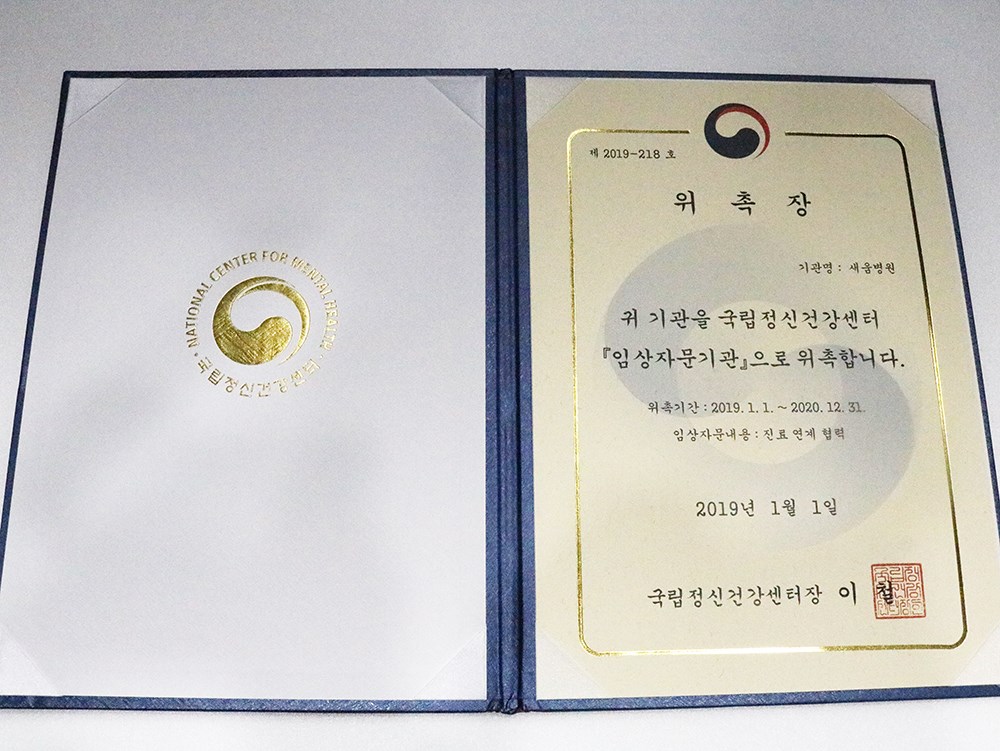 NATIONAL CENTER FOR MENTAL HEALTH
국립정신건강센터
제 2019-218 호
위 촉 장
기관명 : 새움병원
귀 기관을 국립정신건강센터
『임상자문기관』으로 위촉합니다.
위촉기간 : 2019. 1. 1. ~ 2020. 12. 31.
임상자문내용 : 진료 연계 협력
2019년 1월 1일
국립정신건강센터장 이 철